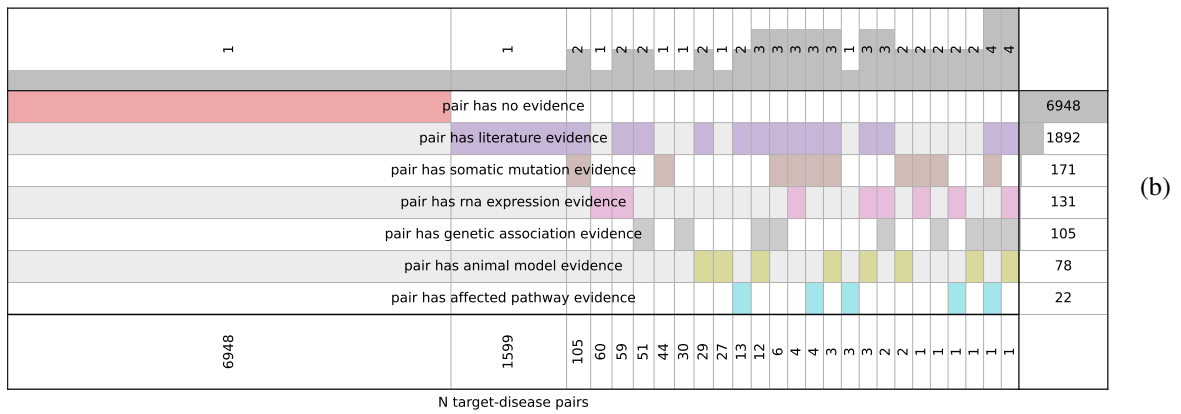 1 1 2 1 2 2 1 1 2 1 2 3 3 3 3 3 1 3 3 2 2 2 2 2 4 4
pair has no evidence 6948
pair has literature evidence 1892
pair has somatic mutation evidence 171
pair has rna expression evidence 131
pair has genetic association evidence 105
pair has animal model evidence 78
pair has affected pathway evidence 22
6948 1599 105 60 59 51 44 30 29 27 13 12 6 4 4 3 3 3 2 2 1 1 1 1 1 1
N target-disease pairs
(b)